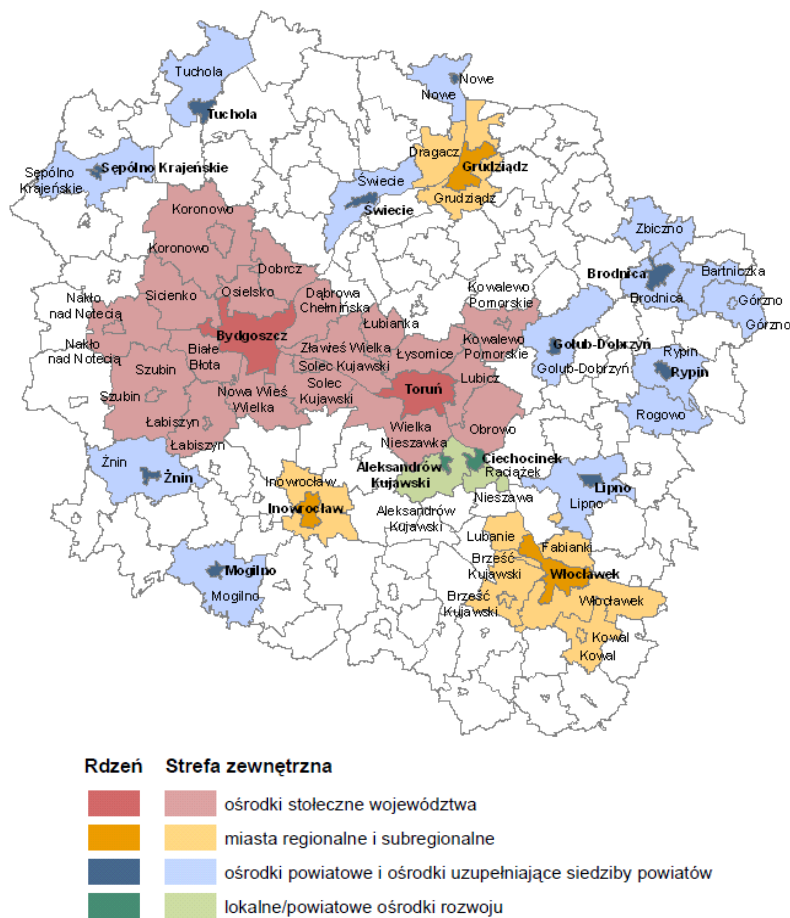 Tuchola
Tuchola
Nowe
Nowe
Dragacz
Grudziądz
Grudziądz
Sępólno Krajeńskie
Sępólno
Krajeńskie
Świecie
Świecie
Koronowo
Koronowo
Zbiczno
Brodnica
Bartniczka
Brodnica
Górzno
Górzno
Dobrcz
Sicienko
Osielsko
Dąbrowa
Chełmińska
Nakło
nad Notecią
Nakło
nad Notecią
Bydgoszcz
Białe
Błota
Łubianka
Zławieś Wielka
Solec Kujawski
Solec
Kujawski
Kowalewo
Pomorskie
Kowalewo
Pomorskie
Łysomice
Golub-Dobrzyń
Golub-Dobrzyń
Rypin
Rypin
Rogowo
Szubin
Szubin
Nowa Wieś
Wielka
Toruń
Lubicz
Łabiszyn
Łabiszyn
Wielka
Nieszawka
Obrowo
Żnin
Żnin
Aleksandrów
Kujawski
Ciechocinek
Raciążek
Nieszawa
Aleksandrów
Kujawski
Inowrocław
Inowrocław
Lipno
Lipno
Lubanie
Fabianki
Brześć
Kujawski
Włocławek
Brześć
Kujawski
Włocławek
Kowal
Kowal
Mogilno
Mogilno
Rdzeń Strefa zewnętrzna
ośrodki stołeczne województwa
miasta regionalne i subregionalne
ośrodki powiatowe i ośrodki uzupełniające siedziby powiatów
lokalne/powiatowe ośrodki rozwoju